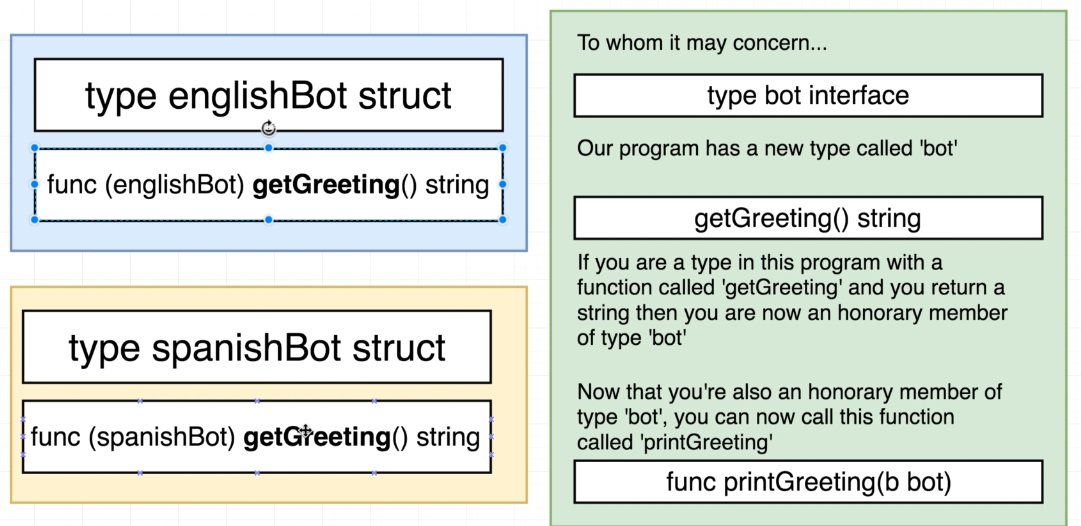 type englishBot struct
func (englishBot) getGreeting() string
type spanishBot struct
func (spanishBot) getGreeting() string
To whom it may concern...
type bot interface
Our program has a new type called 'bot'
getGreeting() string
If you are a type in this program with a
function called 'getGreeting' and you return a
string then you are now an honorary member
of type 'bot'
Now that you're also an honorary member of
type 'bot', you can now call this function
called 'printGreeting'
func printGreeting(b bot)